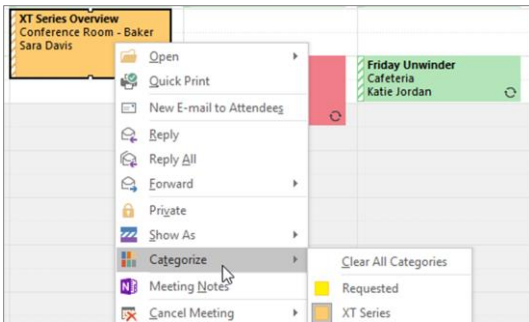 XT Series Overview
Conference Room - Baker
Sara Davis
Friday Unwinder
Cafeteria
Katie Jordan
Open
Quick Print
New E-mail to Attendees
Reply
Reply All
Forward
Private
Show As
Categorize
Meeting Notes
Cancel Meeting
Clear All Categories
Requested
XT Series